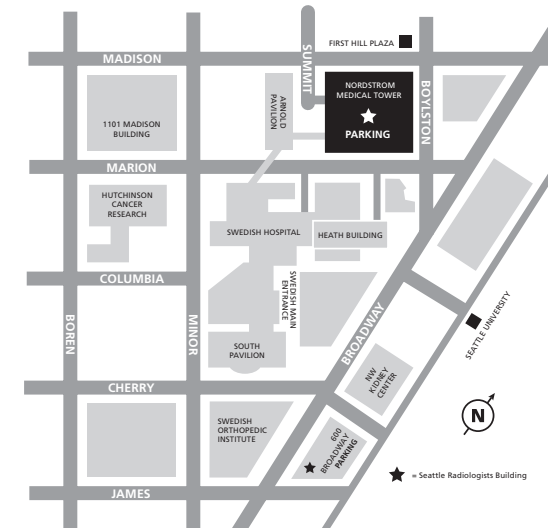 FIRST HILL PLAZA
MADISON
SUMMIT
NORDSTROM
MEDICAL TOWER
PARKING
BOYLSTON
ARNOLD
PAVILION
1101 MADISON
BUILDING
MARION
HUTCHINSON
CANCER
RESEARCH
SWEDISH HOSPITAL
HEATH BUILDING
COLUMBIA
SWEDISH MAIN
ENTRANCE
BOREN
MINOR
BROADWAY
SEATTLE UNIVERSITY
SOUTH
PAVILION
NW
KIDNEY
CENTER
CHERRY
SWEDISH
ORTHOPEDIC
INSTITUTE
600
BROADWAY
PARKING
N
= Seattle Radiologists Building
JAMES